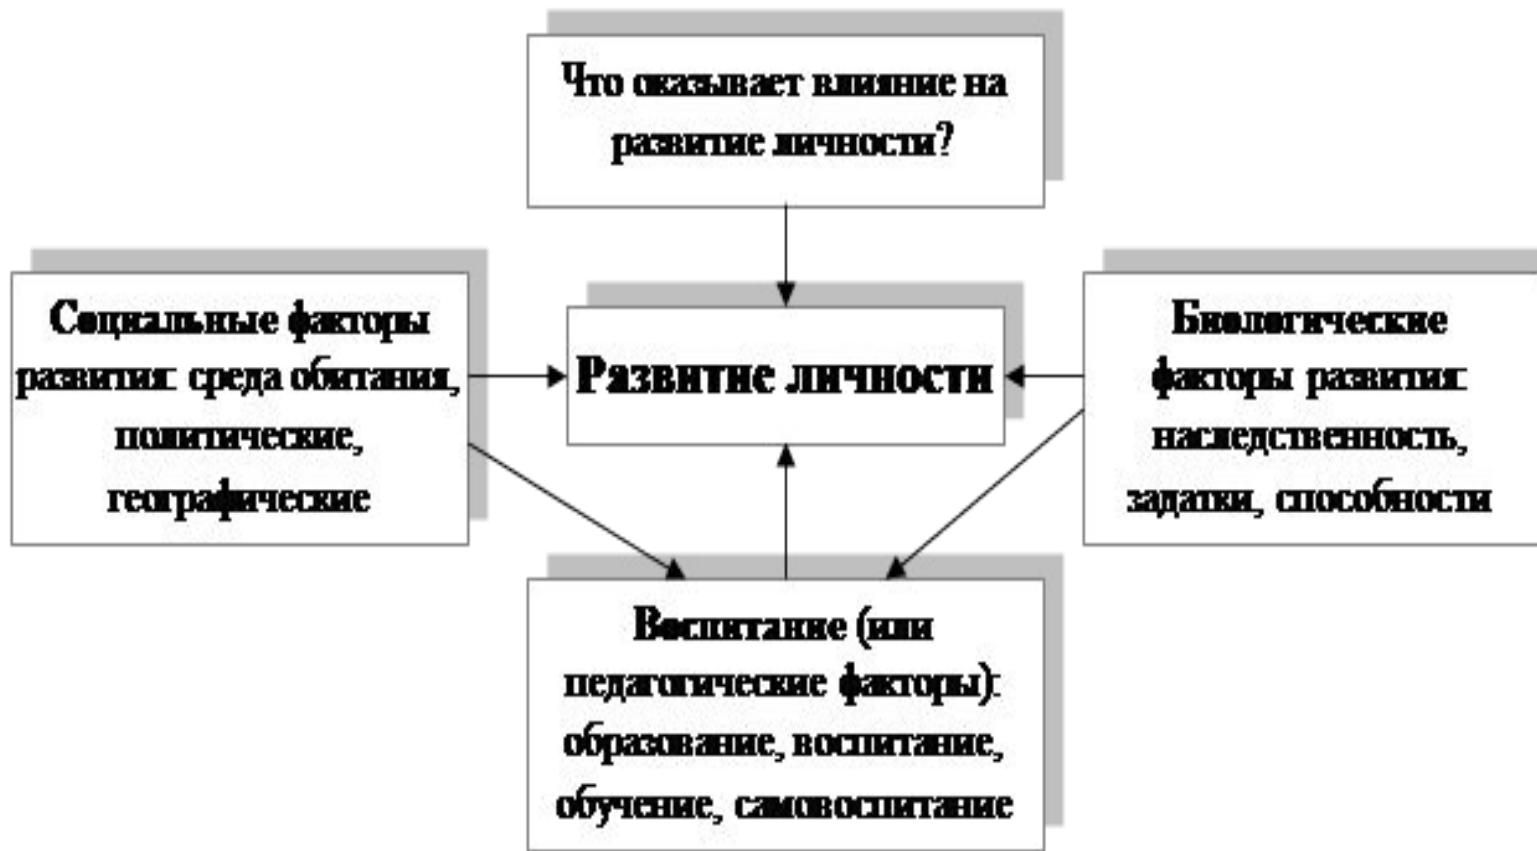 Что оказывает влияние на
развитие личности?
Социальные факторы
развития: среда обитания,
политические,
географические
Развитие личности
Биологические
факторы развития:
наследственность,
задатки, способности
Воспитание (или
педагогические факторы):
образование, воспитание,
обучение, самовоспитание